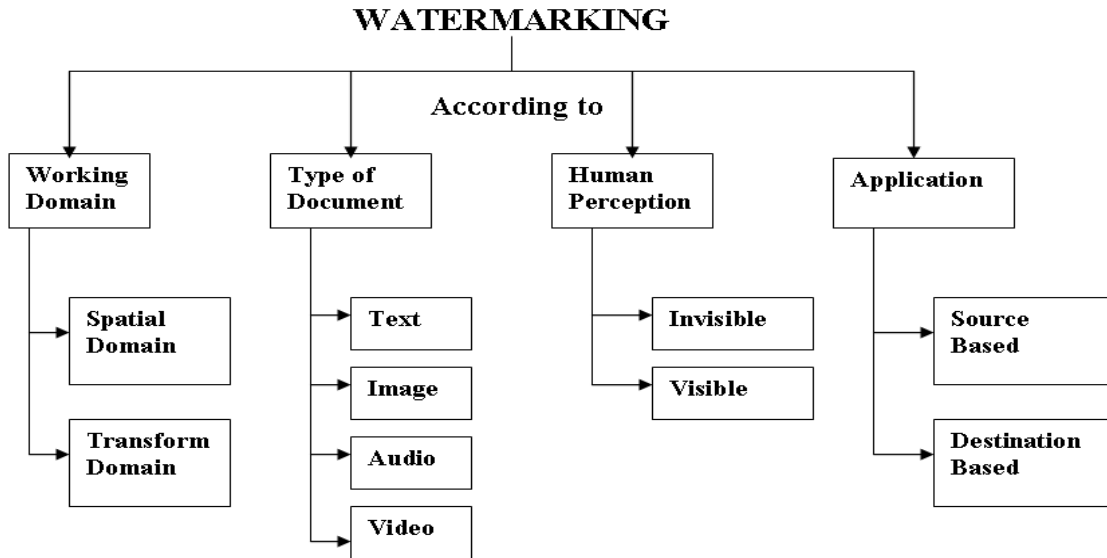 WATERMARKING
According to
Working
Domain
Type of
Document
Human
Perception
Application
Spatial
Domain
Transform
Domain
Text
Image
Audio
Video
Invisible
Visible
Source
Based
Destination
Based